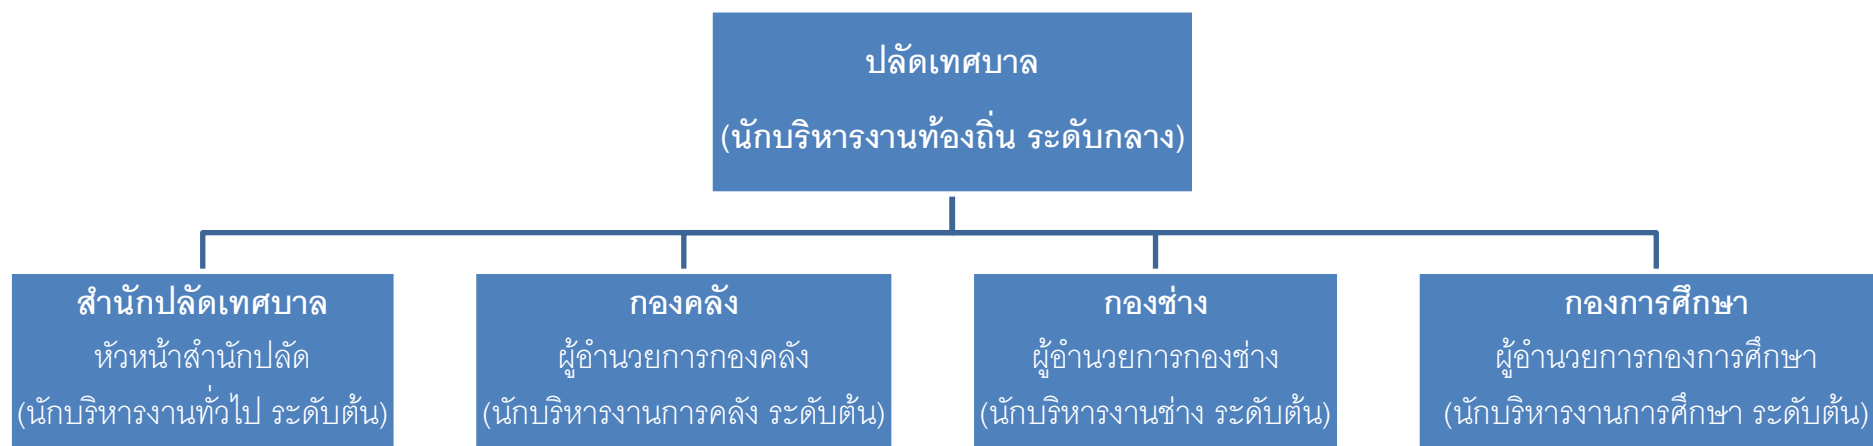 ปลัดเทศบาล
(นักบริหารงานท้องถิ่น ระดับกลาง)
สำนักปลัดเทศบาล
หัวหน้าสำนักปลัด
(นักบริหารงานทั่วไป ระดับต้น)
กองคลัง
ผู้อำนวยการกองคลัง
(นักบริหารงานการคลัง ระดับต้น)
กองช่าง
ผู้อำนวยการกองช่าง
(นักบริหารงานช่าง ระดับต้น)
กองการศึกษา
ผู้อำนวยการกองการศึกษา
(นักบริหารงานการศึกษา ระดับต้น)